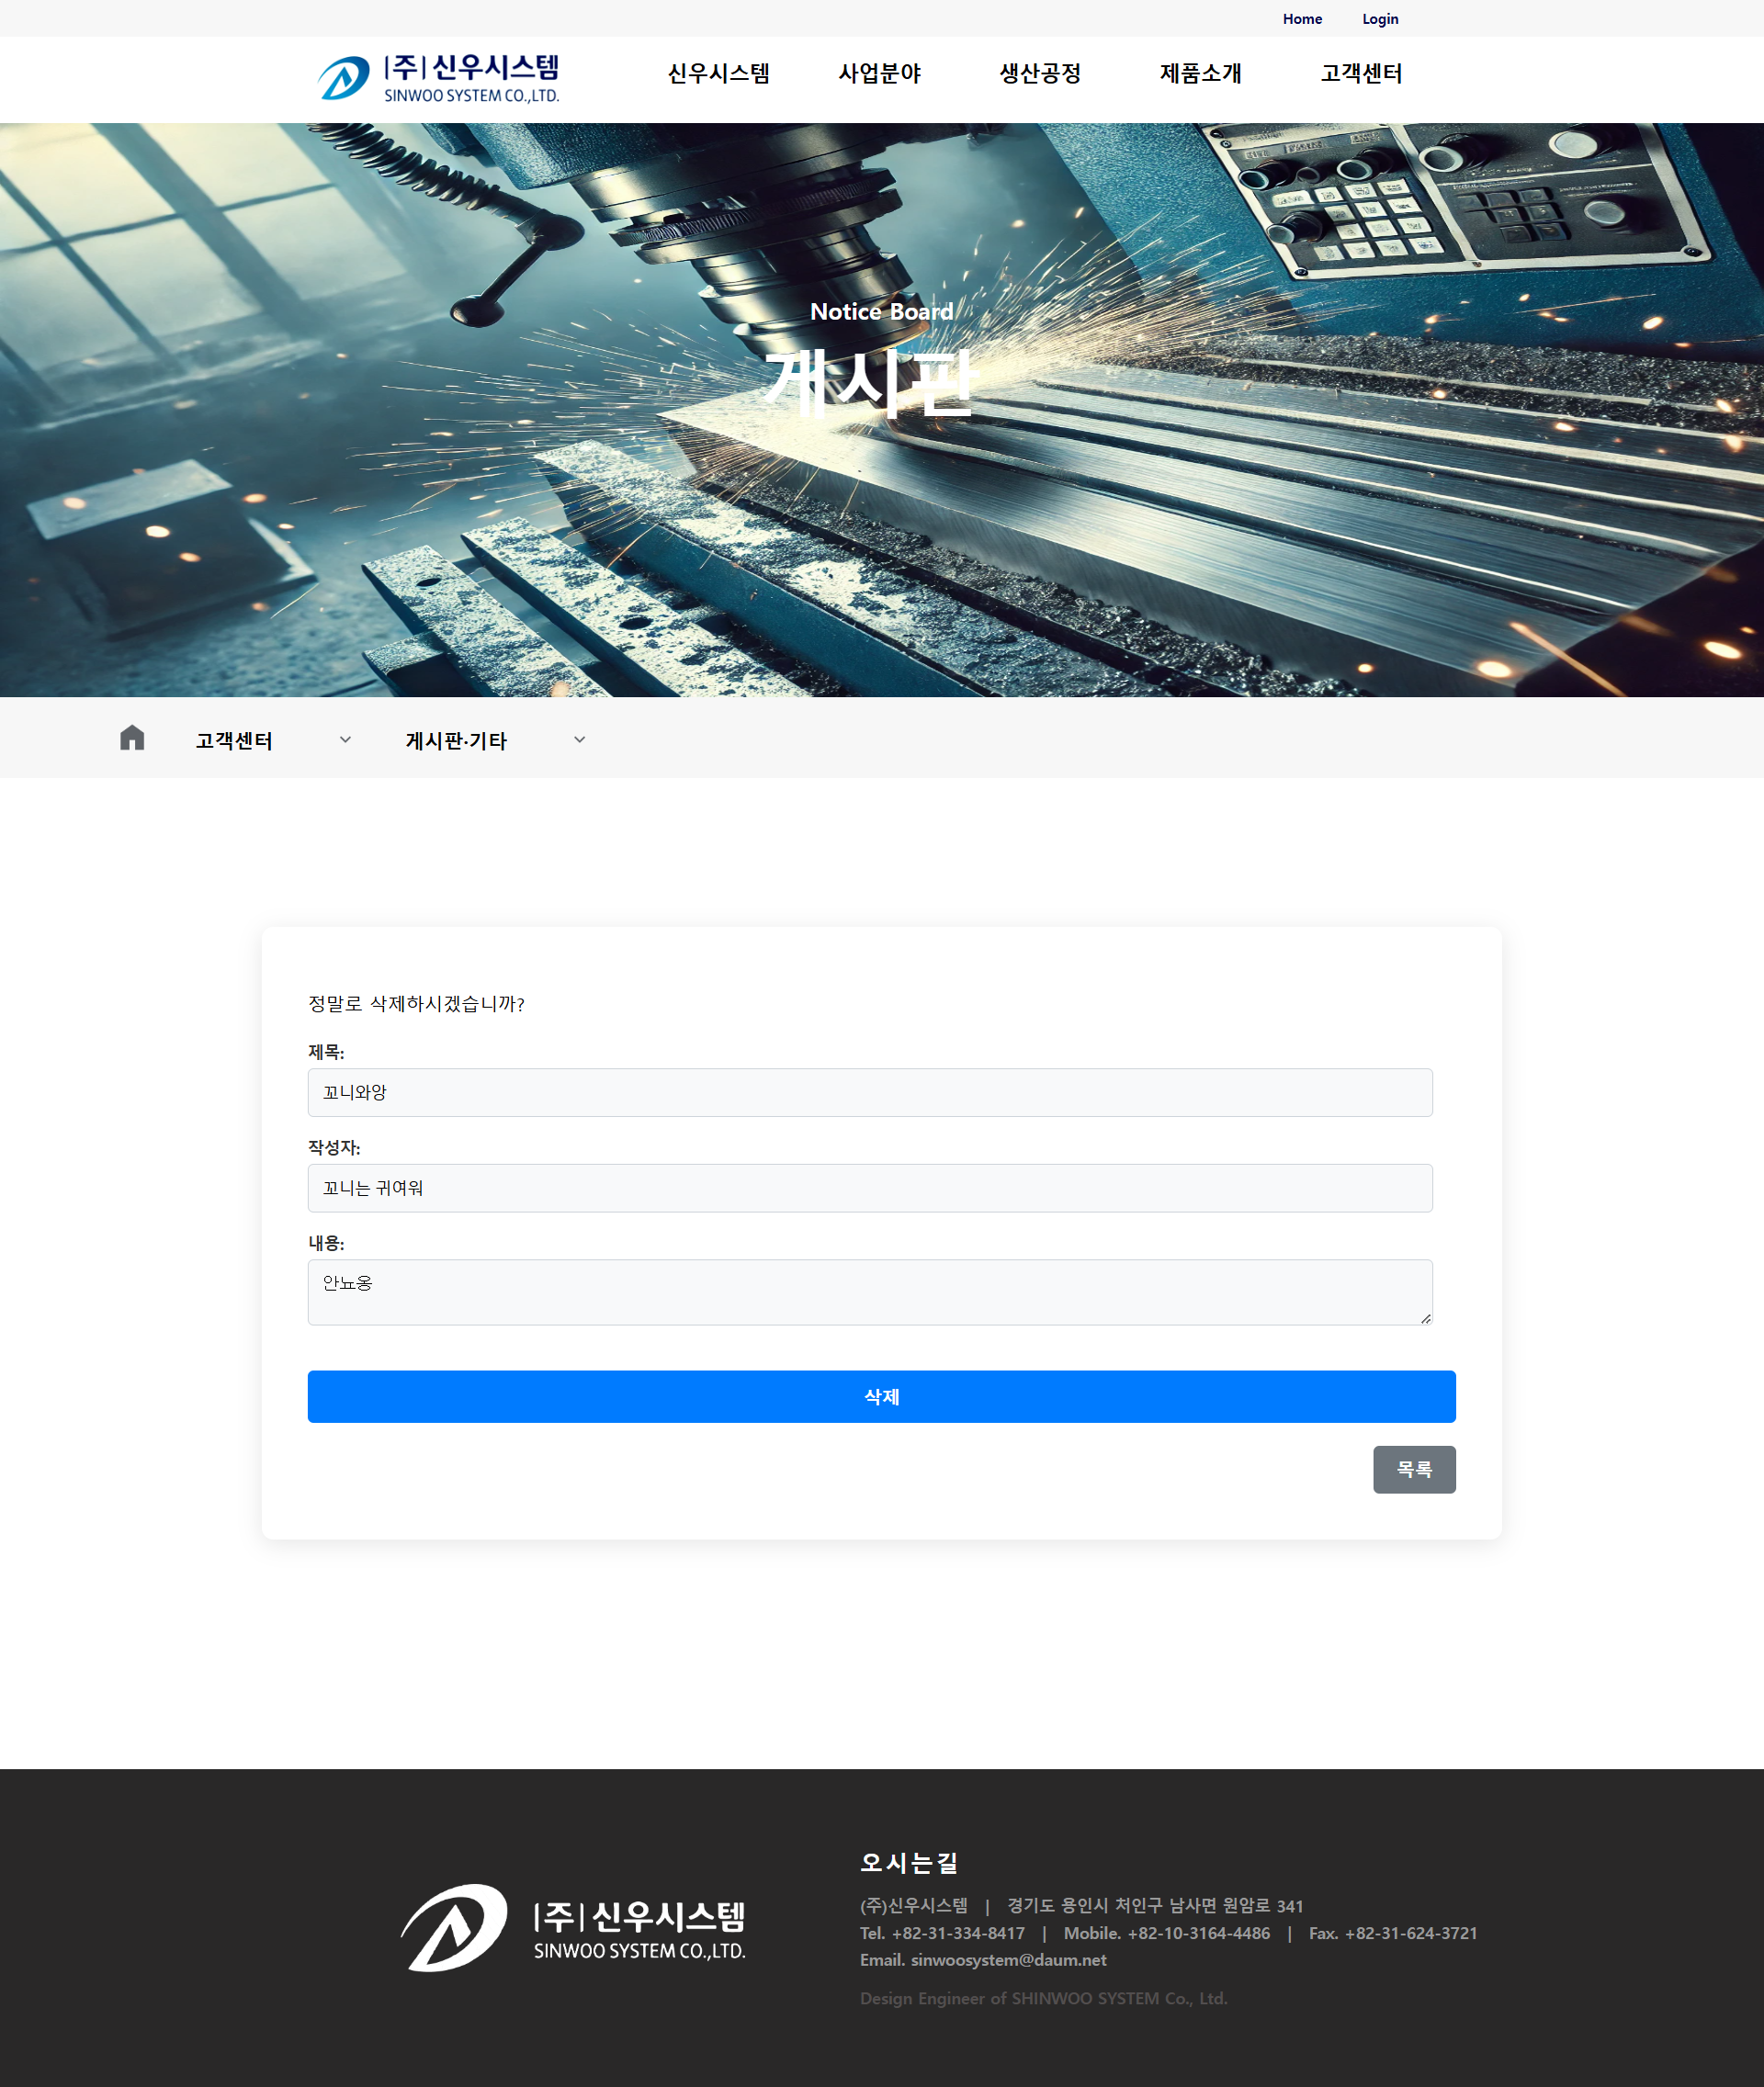 Home Login
(주)신우시스템
SINWOO SYSTEM CO.,LTD.
신우시스템 사업분야 생산공정 제품소개 고객센터
Notice Board
게시판
고객센터 게시판·기타
정말로 삭제하시겠습니까?
제목:
꼬니와앙
작성자:
꼬니는 귀여워
내용:
안뇨옹
삭제
목록
오시는길
(주)신우시스템 | 경기도 용인시 처인구 남사면 원암로 341
(주)신우시스템
SINWOO SYSTEM CO.,LTD.
Tel. +82-31-334-8417 | Mobile. +82-10-3164-4486 | Fax. +82-31-624-3721
Email. sinwoosystem@daum.net
Design Engineer of SHINWOO SYSTEM Co., Ltd.